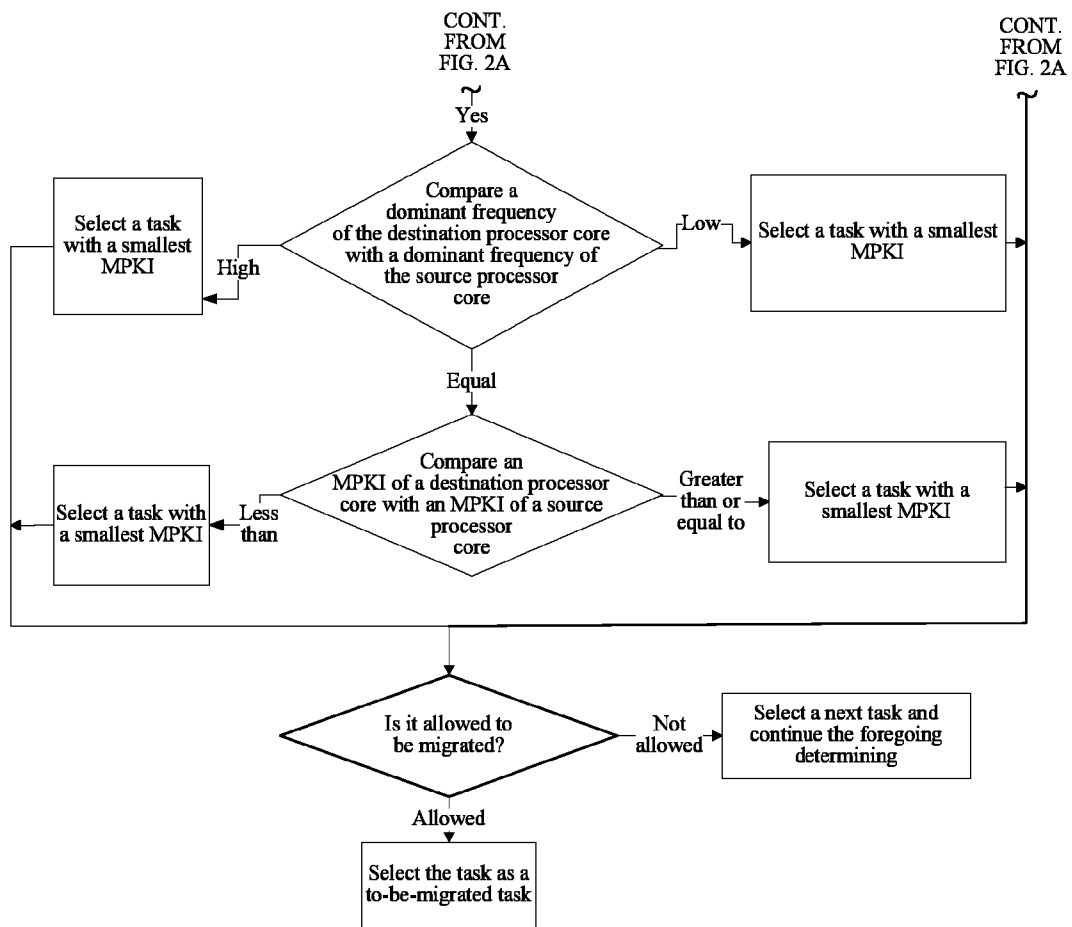 CONT.
FROM
FIG. 2A
CONT.
FROM
FIG. 2A
Yes
Compare a
dominant frequency
of the destination processor core
with a dominant frequency of
the source processor
core
Select a task
with a smallest
MPKI
High
Low
Select a task with a smallest
MPKI
Equal
Compare an
MPKI of a destination processor
core with an MPKI of a source
processor
core
Select a task with
a smallest MPKI
Less
than
Greater
than or
equal to
Select a task with a
smallest MPKI
Is it allowed to
be migrated?
Not
allowed
Select a next task and
continue the foregoing
determining
Allowed
Select the task as a
to-be-migrated task